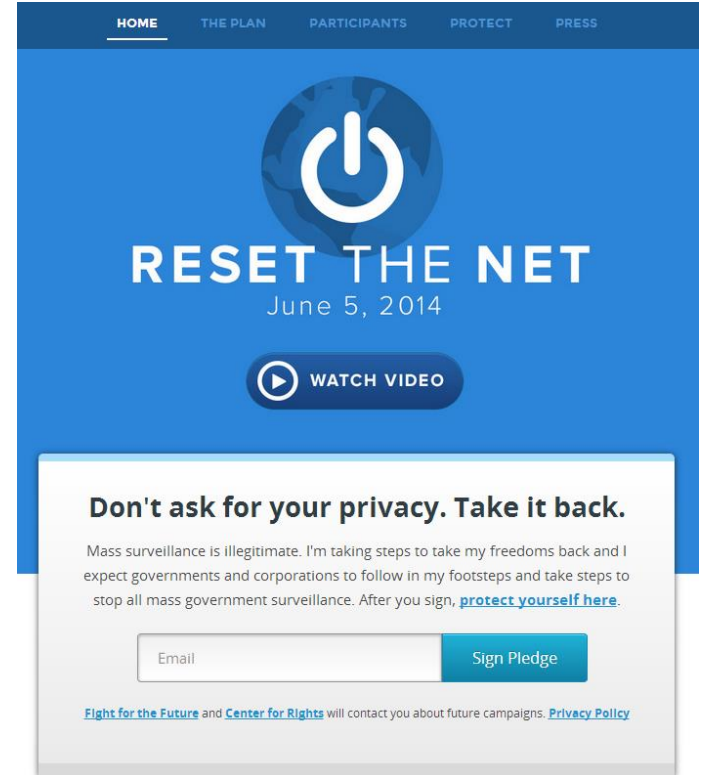 HOME THE PLAN PARTICIPANTS PROTECT PRESS
RESET THE NET
June 5, 2014
WATCH VIDEO
Don't ask for your privacy. Take it back.
Mass surveillance is illegitimate. I'm taking steps to take my freedoms back and I
expect governments and corporations to follow in my footsteps and take steps to
stop all mass government surveillance. After you sign, protect yourself here.
Email Sign Pledge
Fight for the Future and Center for Rights will contact you about future campaigns. Privacy Policy